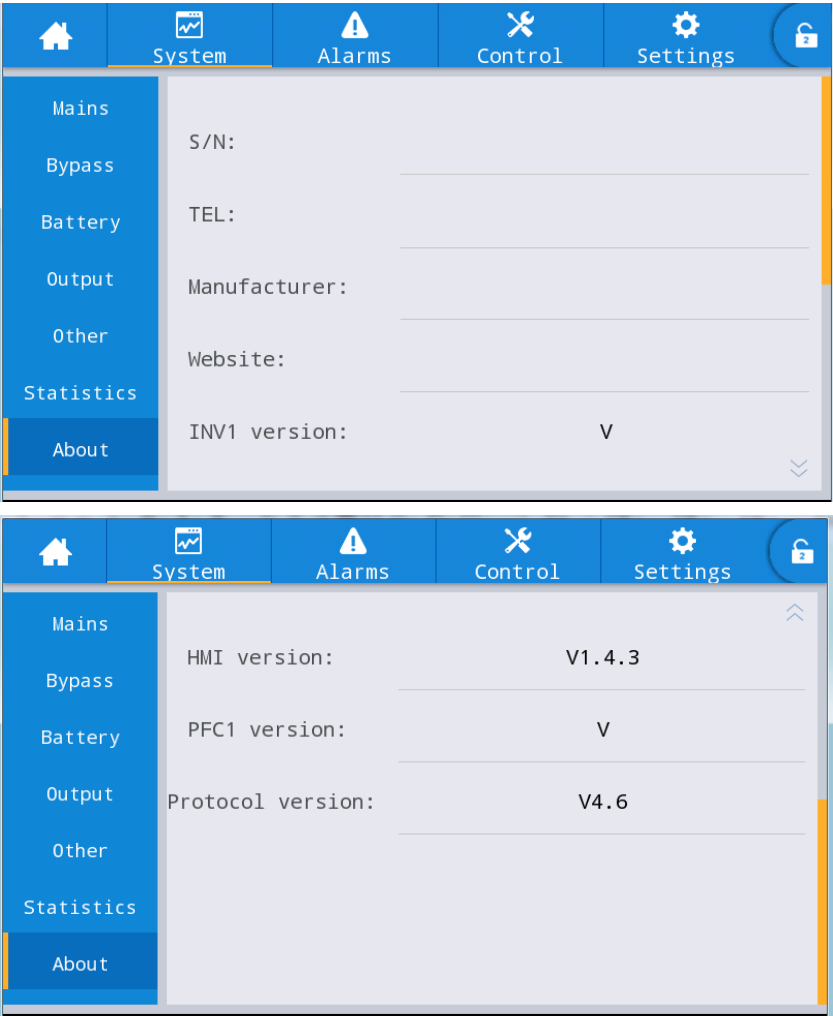 System Alarms Control Settings 2
Mains
Bypass
Battery
Output
Other
Statistics
About
S/N:
TEL:
Manufacturer:
Website:
INV1 version: V
System Alarms Control Settings 2
Mains
Bypass
Battery
Output
Other
Statistics
About
HMI version: V1.4.3
PFC1 version: V
Protocol version: V4.6